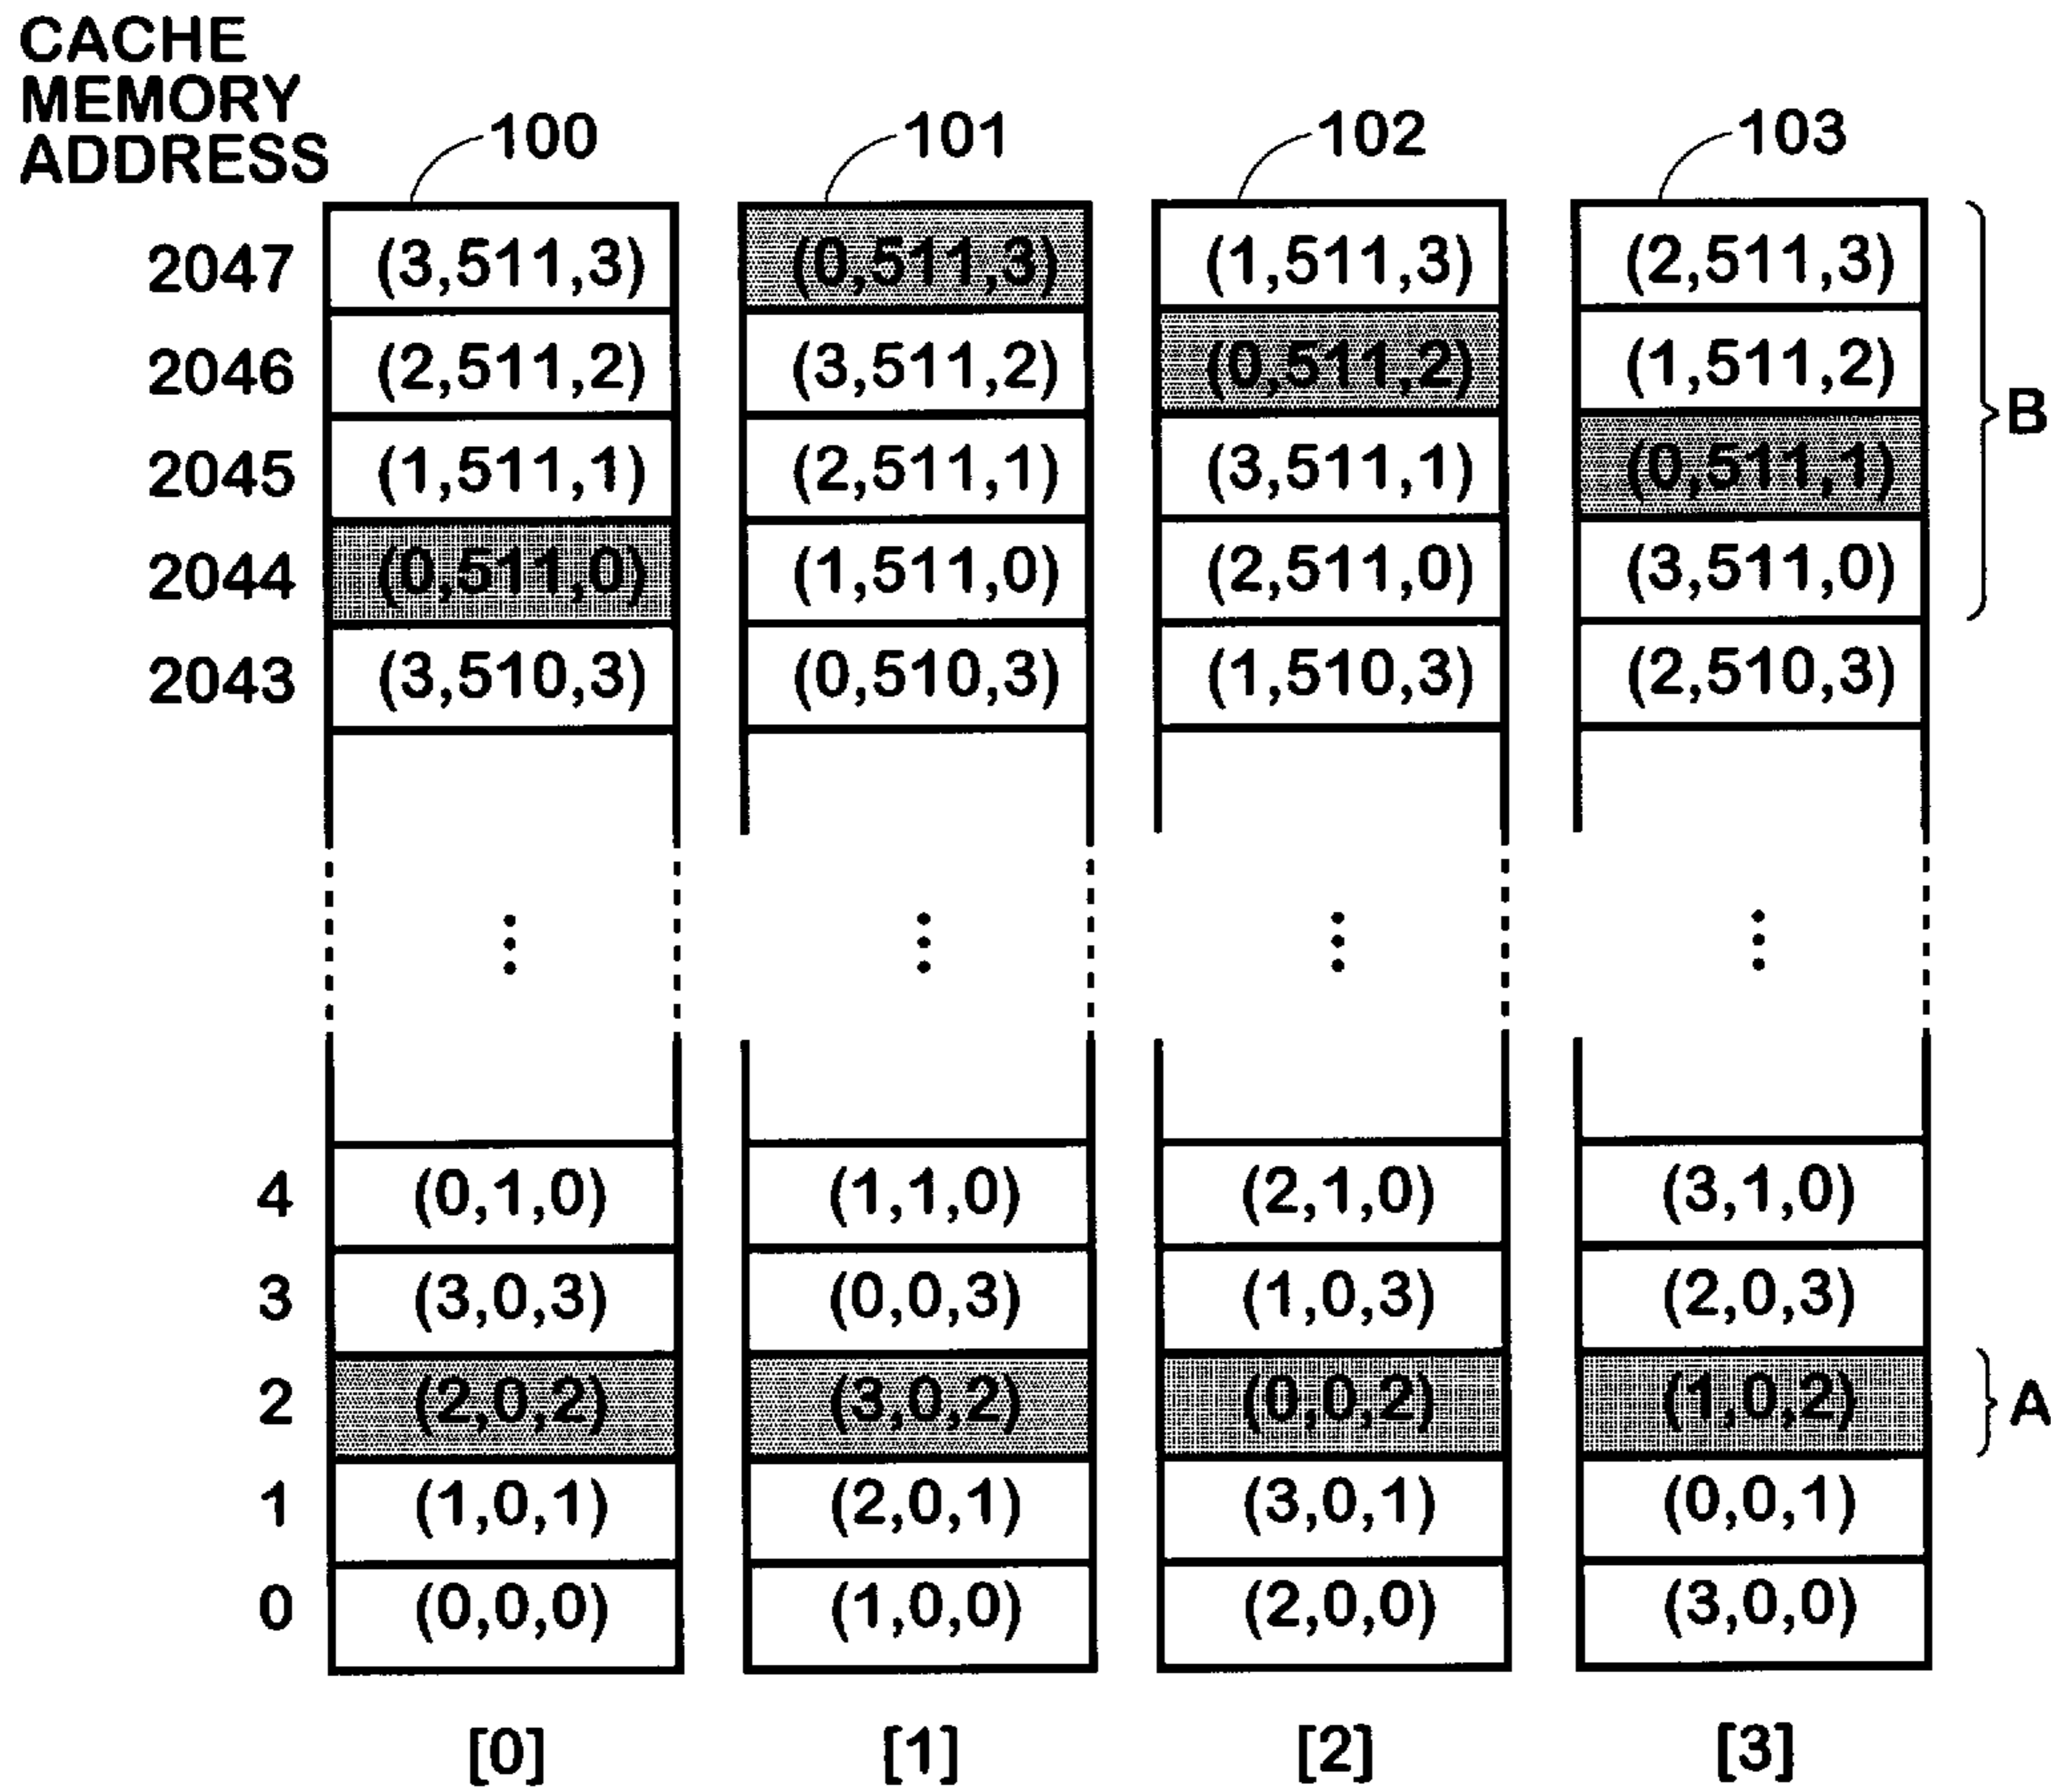 CACHE
MEMORY
ADDRESS
100 101 102 103
2047 (3,511,3) (0,511,3) (1,511,3) (2,511,3)
2046 (2,511,2) (3,511,2) (0,511,2) (1,511,2)
B
2045 (1,511,1) (2,511,1) (3,511,1) (0,511,1)
2044 (0,511,0) (1,511,0) (2,511,0) (3,511,0)
2043 (3,510,3) (0,510,3) (1,510,3) (2,510,3)
4 (0,1,0) (1,1,0) (2,1,0) (3,1,0)
3 (3,0,3) (0,0,3) (1,0,3) (2,0,3)
2 (2,0,2) (3,0,2) (0,0,2) (1,0,2) A
1 (1,0,1) (2,0,1) (3,0,1) (0,0,1)
0 (0,0,0) (1,0,0) (2,0,0) (3,0,0)
[0] [1] [2] [3]